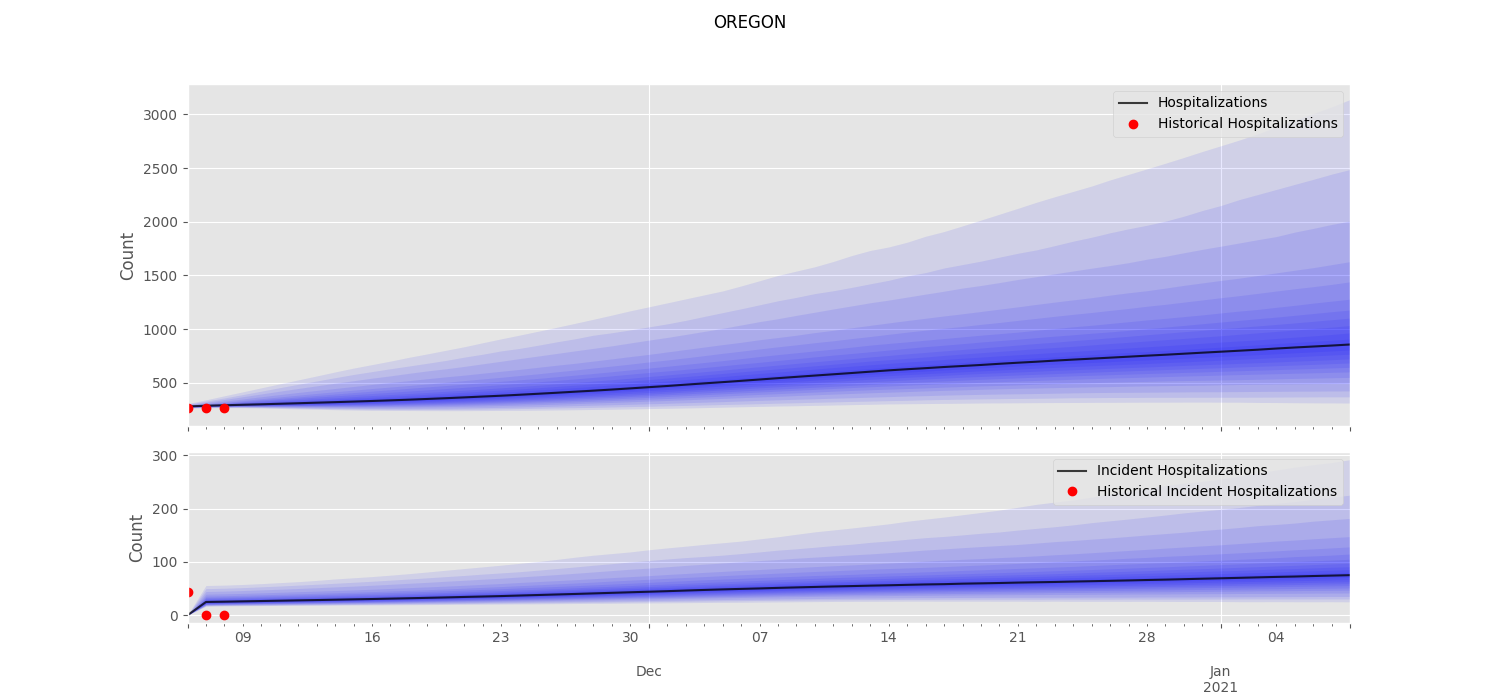 OREGON
3000
2500
2000
1500
1000
500
Count
Hospitalizations
Historical Hospitalizations
300
200
100
0
Count
Incident Hospitalizations
Historical Incident Hospitalizations
09 16 23 30 07 14 21 28 04
Dec Jan
2021